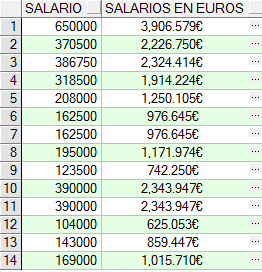 SALARIO SALARIOS EN EUROS
1 650000 3,906.579€ ...
2 370500 2,226.750€ ...
3 386750 2,324.414€ ...
4 318500 1,914.224€ ...
5 208000 1,250.105€ ...
6 162500 976.645€ ...
7 162500 976.645€ ...
8 195000 1,171.974€ ...
9 123500 742.250€ ...
10 390000 2,343.947€ ...
11 390000 2,343.947€ ...
12 104000 625.053€ ...
13 143000 859.447€ ...
14 169000 1,015.710€ ...